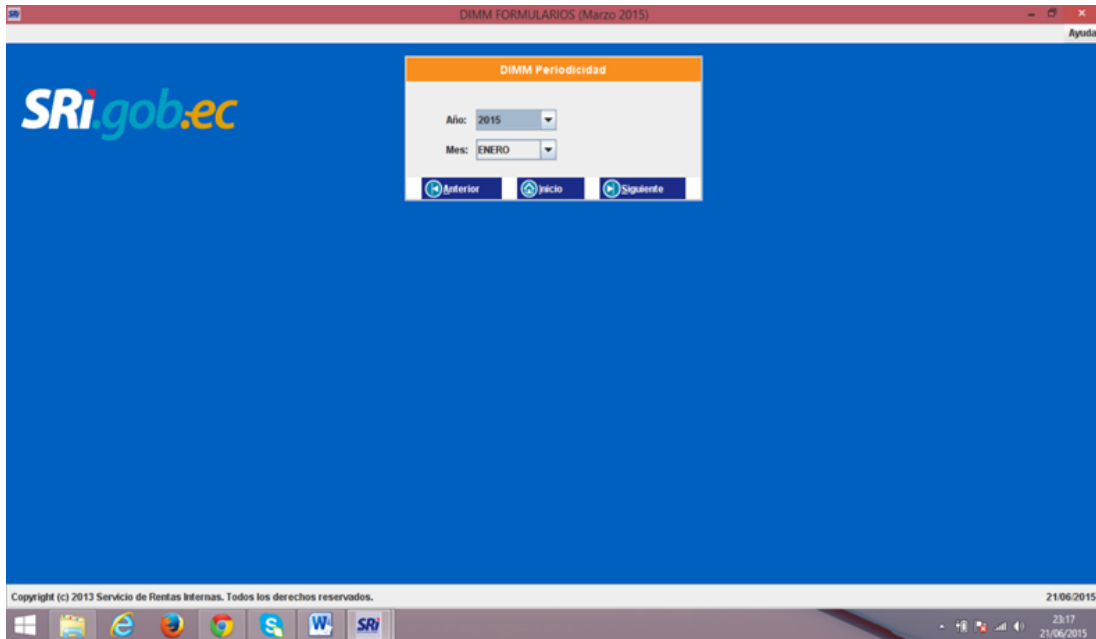 SRi
DIMM FORMULARIOS (Marzo 2015)
Ayuda
SRi.gob.ec
DIMM Periodicidad
Año: 2015
Mes: ENERO
Anterior Inicio Siguiente
Copyright (c) 2013 Servicio de Rentas Internas. Todos los derechos reservados.
21/06/2015
W
SRi
23:17
21/06/2015